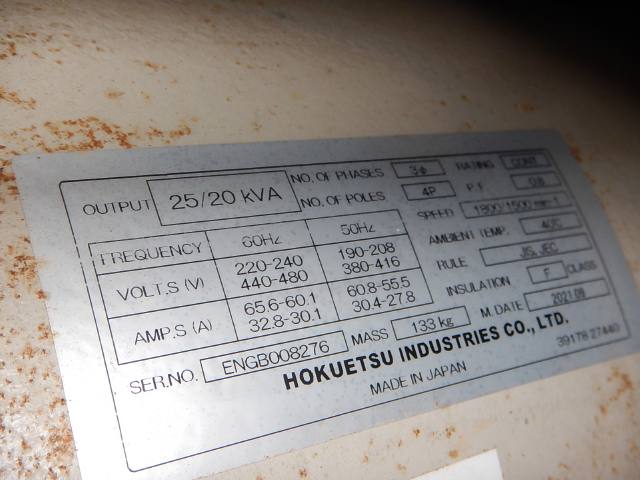 OUTPUT 25/20 kVA NO. OF PHASES 3ϕ RATING CONT.
NO. OF POLES 4P P.F. 0.8
SPEED 1800/1500 min-1
FREQUENCY 60Hz 50Hz AMBIENT TEMP. 40℃
VOLT.S (V) 220-240 190-208 RULE JIS, JEC
440-480 380-416
INSULATION F CLASS
AMP.S (A) 65.6-60.1 60.8-55.5
32.8-30.1 30.4-27.8
SER.NO. ENGB008276 MASS 133 kg M. DATE
HOKUETSU INDUSTRIES CO., LTD.
MADE IN JAPAN 39178 27440